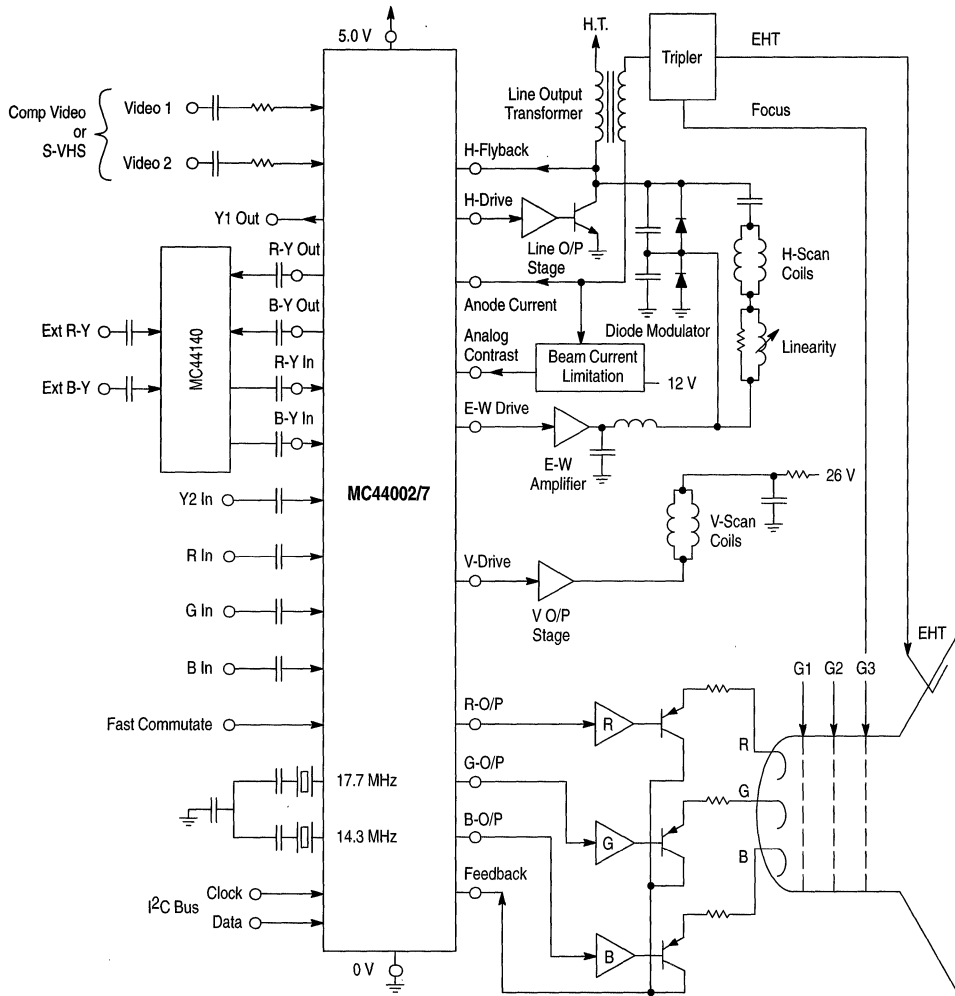 5.0 V
H.T.
Tripler
EHT
Focus
Comp Video
or
S-VHS
Video 1
Video 2
Line Output
Transformer
H-Flyback
H-Drive
Line O/P
Stage
Y1 Out
R-Y Out
B-Y Out
R-Y In
B-Y In
MC44140
Ext R-Y
Ext B-Y
Anode Current
Diode Modulator
H-Scan
Coils
Linearity
Analog
Contrast
Beam Current
Limitation
12 V
E-W Drive
E-W
Amplifier
MC44002/7
26 V
V-Scan
Coils
Y2 In
R In
G In
B In
V-Drive
V O/P
Stage
EHT
G1
G2
G3
Fast Commutate
R-O/P
G-O/P
B-O/P
Feedback
R
G
B
R
G
B
17.7 MHz
14.3 MHz
I²C Bus
Clock
Data
0 V